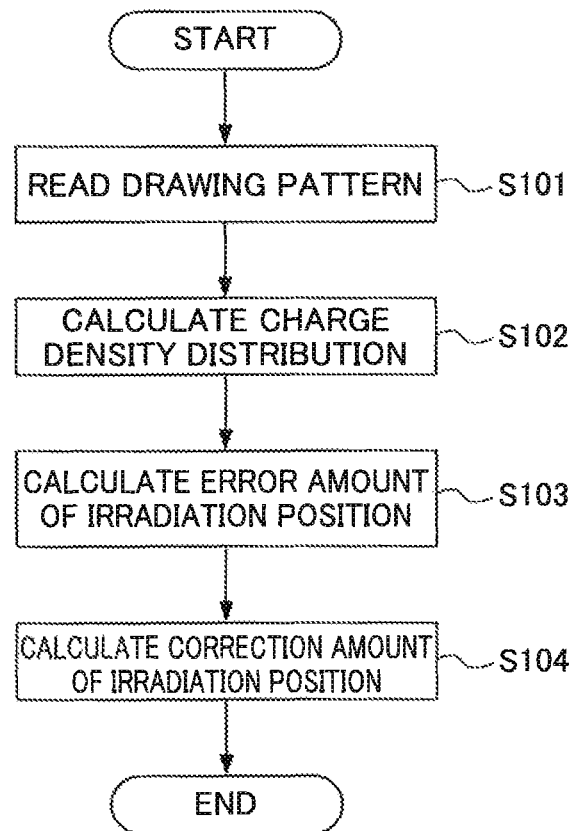 START
READ DRAWING PATTERN
S101
CALCULATE CHARGE
DENSITY DISTRIBUTION
S102
CALCULATE ERROR AMOUNT
OF IRRADIATION POSITION
S103
CALCULATE CORRECTION AMOUNT
OF IRRADIATION POSITION
S104
END